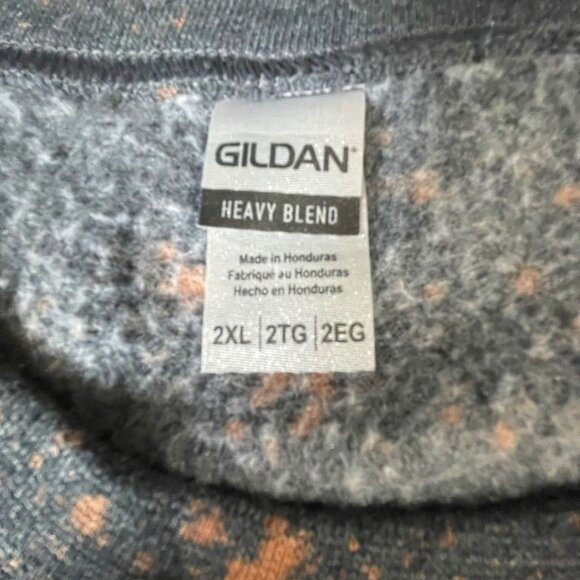 GILDAN®
HEAVY BLEND
Made in Honduras
Fabriqué au Honduras
Hecho en Honduras
2XL | 2TG | 2EG